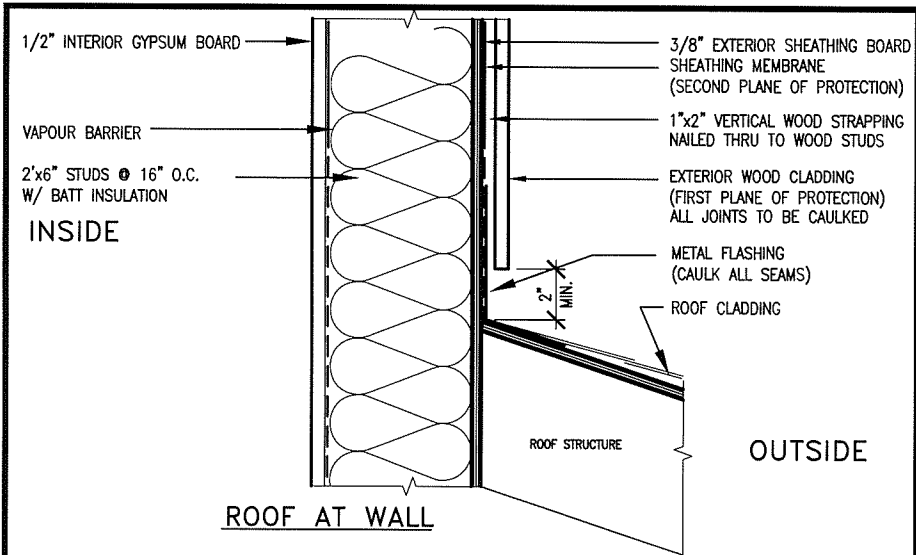 1/2" INTERIOR GYPSUM BOARD
VAPOUR BARRIER
2'x6" STUDS @ 16" O.C.
W/ BATT INSULATION
INSIDE
3/8" EXTERIOR SHEATHING BOARD
SHEATHING MEMBRANE
(SECOND PLANE OF PROTECTION)
1"x2" VERTICAL WOOD STRAPPING
NAILED THRU TO WOOD STUDS
EXTERIOR WOOD CLADDING
(FIRST PLANE OF PROTECTION)
ALL JOINTS TO BE CAULKED
METAL FLASHING
(CAULK ALL SEAMS)
2"
MIN.
ROOF CLADDING
ROOF STRUCTURE
OUTSIDE
ROOF AT WALL